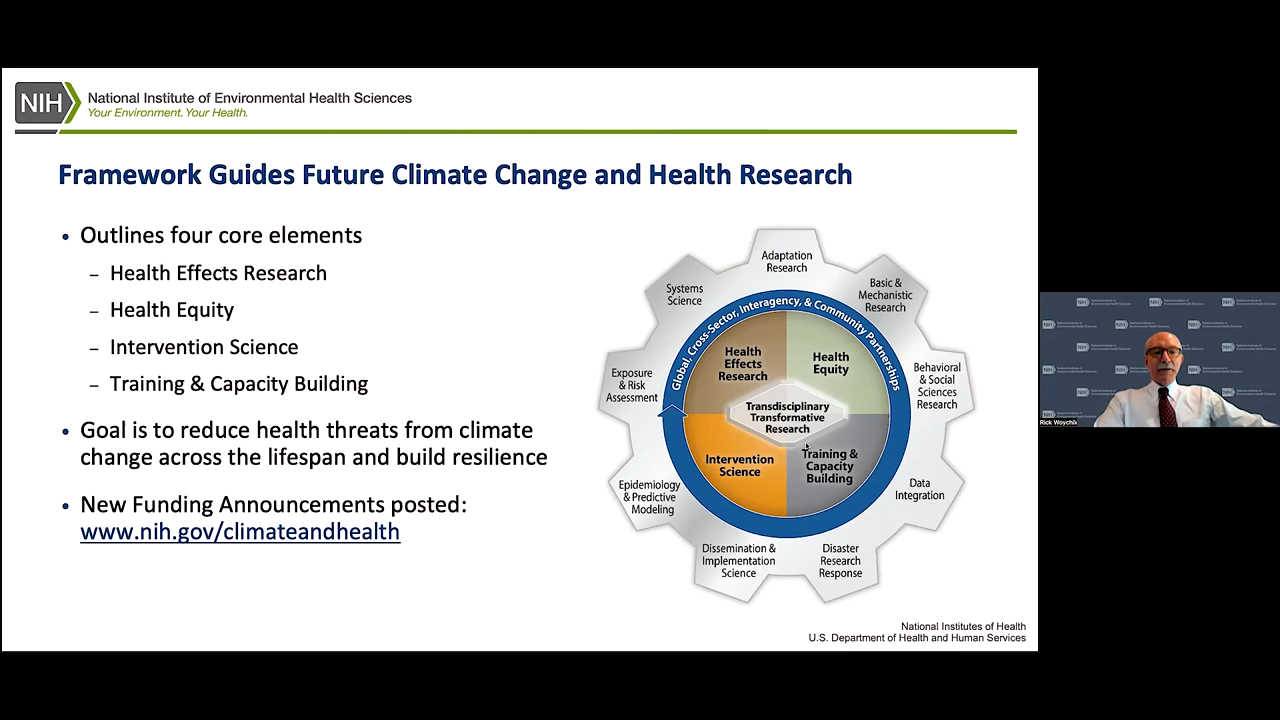 NIH
National Institute of Environmental Health Sciences
Your Environment. Your Health.
Framework Guides Future Climate Change and Health Research
• Outlines four core elements
– Health Effects Research
– Health Equity
– Intervention Science
– Training & Capacity Building
• Goal is to reduce health threats from climate
change across the lifespan and build resilience
• New Funding Announcements posted:
www.nih.gov/climateandhealth
Adaptation
Research
Basic &
Mechanistic
Research
Behavioral
& Social
Sciences
Research
Data
Integration
Disaster
Research
Response
Dissemination &
Implementation
Science
Epidemiology
& Predictive
Modeling
Exposure
& Risk
Assessment
Systems
Science
Global, Cross-Sector, Interagency, & Community Partnerships
Health
Effects
Research
Health
Equity
Transdisciplinary
Transformative
Research
Intervention
Science
Training &
Capacity
Building
National Institutes of Health
U.S. Department of Health and Human Services
Rick Woychik